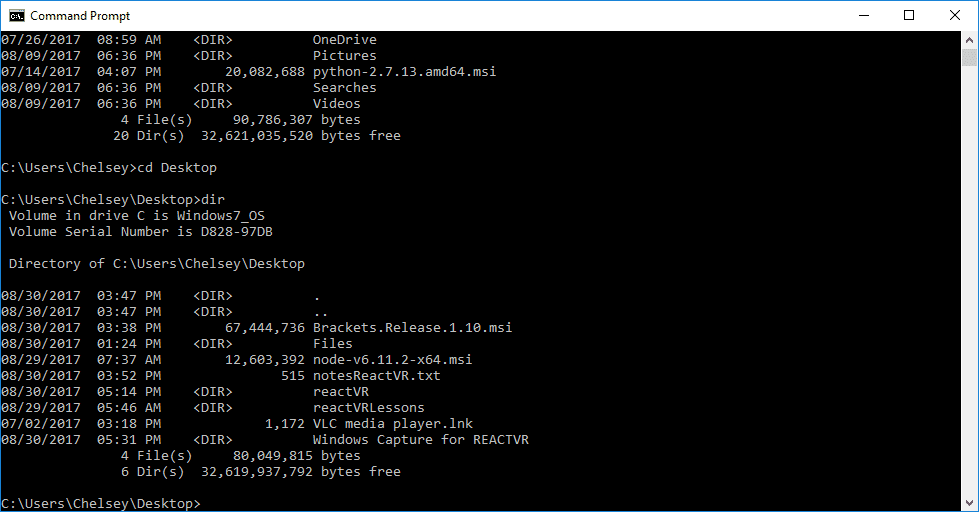 Command Prompt
07/26/2017  08:59 AM    <DIR>          OneDrive
08/09/2017  06:36 PM    <DIR>          Pictures
07/14/2017  04:07 PM        20,082,688 python-2.7.13.amd64.msi
08/09/2017  06:36 PM    <DIR>          Searches
08/09/2017  06:36 PM    <DIR>          Videos
               4 File(s)     90,786,307 bytes
              20 Dir(s)  32,621,035,520 bytes free
C:\Users\Chelsey>cd Desktop
C:\Users\Chelsey\Desktop>dir
 Volume in drive C is Windows7_OS
 Volume Serial Number is D828-97DB
 Directory of C:\Users\Chelsey\Desktop
08/30/2017  03:47 PM    <DIR>          .
08/30/2017  03:47 PM    <DIR>          ..
08/30/2017  03:38 PM        67,444,736 Brackets.Release.1.10.msi
08/30/2017  01:24 PM    <DIR>          Files
08/29/2017  07:37 AM        12,603,392 node-v6.11.2-x64.msi
08/30/2017  03:52 PM               515 notesReactVR.txt
08/30/2017  05:14 PM    <DIR>          reactVR
08/29/2017  05:46 AM    <DIR>          reactVRLessons
07/02/2017  03:18 PM             1,172 VLC media player.lnk
08/30/2017  05:31 PM    <DIR>          Windows Capture for REACTVR
               4 File(s)     80,049,815 bytes
               6 Dir(s)  32,619,937,792 bytes free
C:\Users\Chelsey\Desktop>